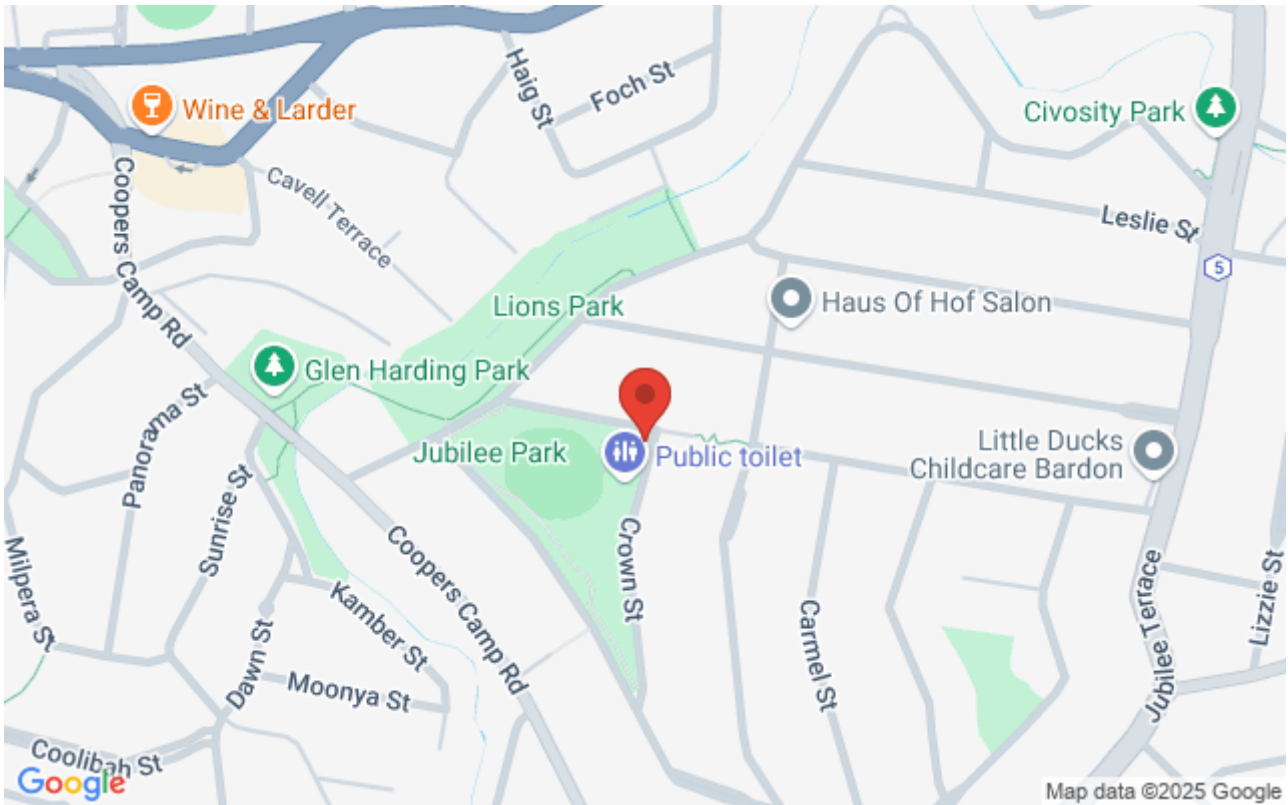 Haig St
Foch St
Wine & Larder
Civosity Park
Cavell Terrace
Leslie St
Coopers Camp Rd
5
Lions Park
Haus Of Hof Salon
Glen Harding Park
Panorama St
Jubilee Park
Public toilet
Little Ducks
Childcare Bardon
Sunrise St
Crown St
Coopers Camp Rd
Milpera St
Kamber St
Carmel St
Jubilee Terrace
Lizzie St
Dawn St
Moonya St
Coolibah St
Google
Map data ©2025 Google